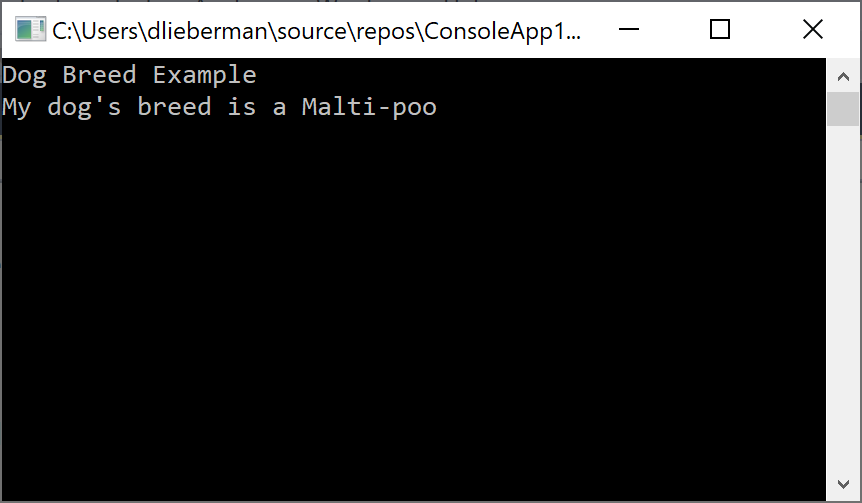 C:\Users\dlieberman\source\repos\ConsoleApp1...
Dog Breed Example
My dog's breed is a Malti-poo